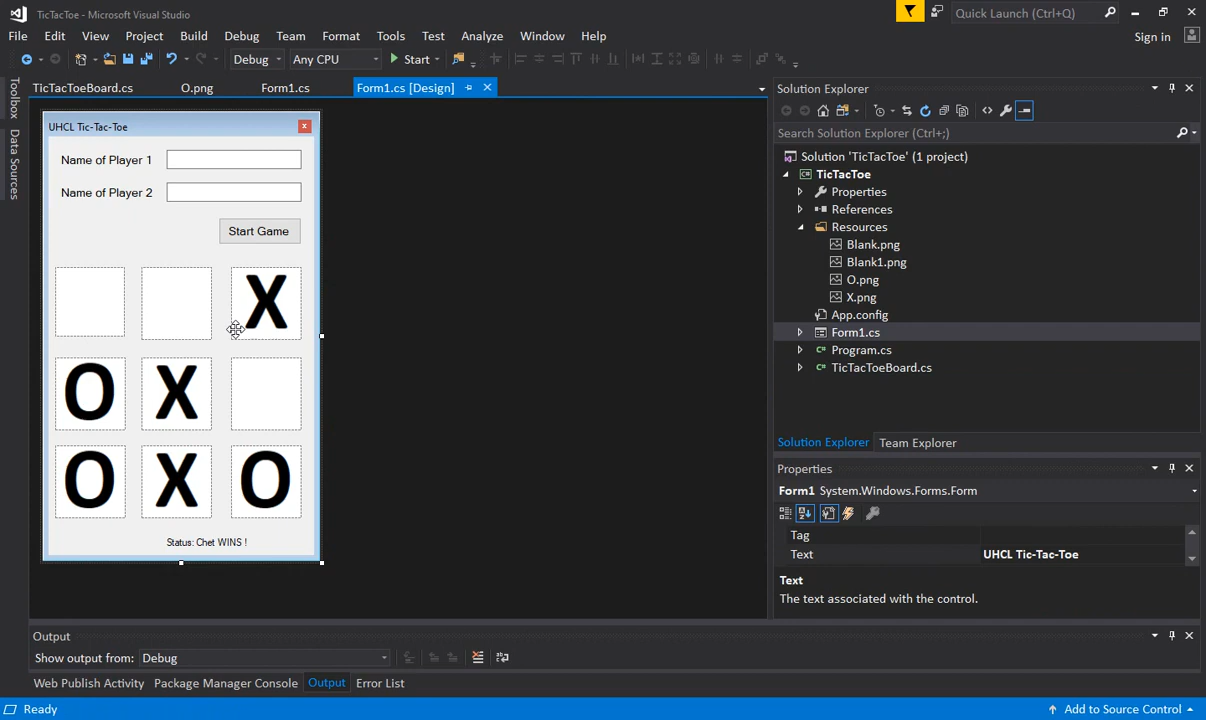 TicTacToe - Microsoft Visual Studio
Quick Launch (Ctrl+Q)
File Edit View Project Build Debug Team Format Tools Test Analyze Window Help
Sign in
Debug Any CPU Start
Toolbox
Data Sources
TicTacToeBoard.cs O.png Form1.cs Form1.cs [Design]
UHCL Tic-Tac-Toe
Name of Player 1
Name of Player 2
Start Game
X
O X
O X O
Status: Chet WINS !
Solution Explorer
Search Solution Explorer (Ctrl+;)
Solution 'TicTacToe' (1 project)
TicTacToe
Properties
References
Resources
Blank.png
Blank1.png
O.png
X.png
App.config
Form1.cs
Program.cs
TicTacToeBoard.cs
Solution Explorer Team Explorer
Properties
Form1 System.Windows.Forms.Form
Tag
Text UHCL Tic-Tac-Toe
Text
The text associated with the control.
Output
Show output from: Debug
Web Publish Activity Package Manager Console Output Error List
Ready
Add to Source Control